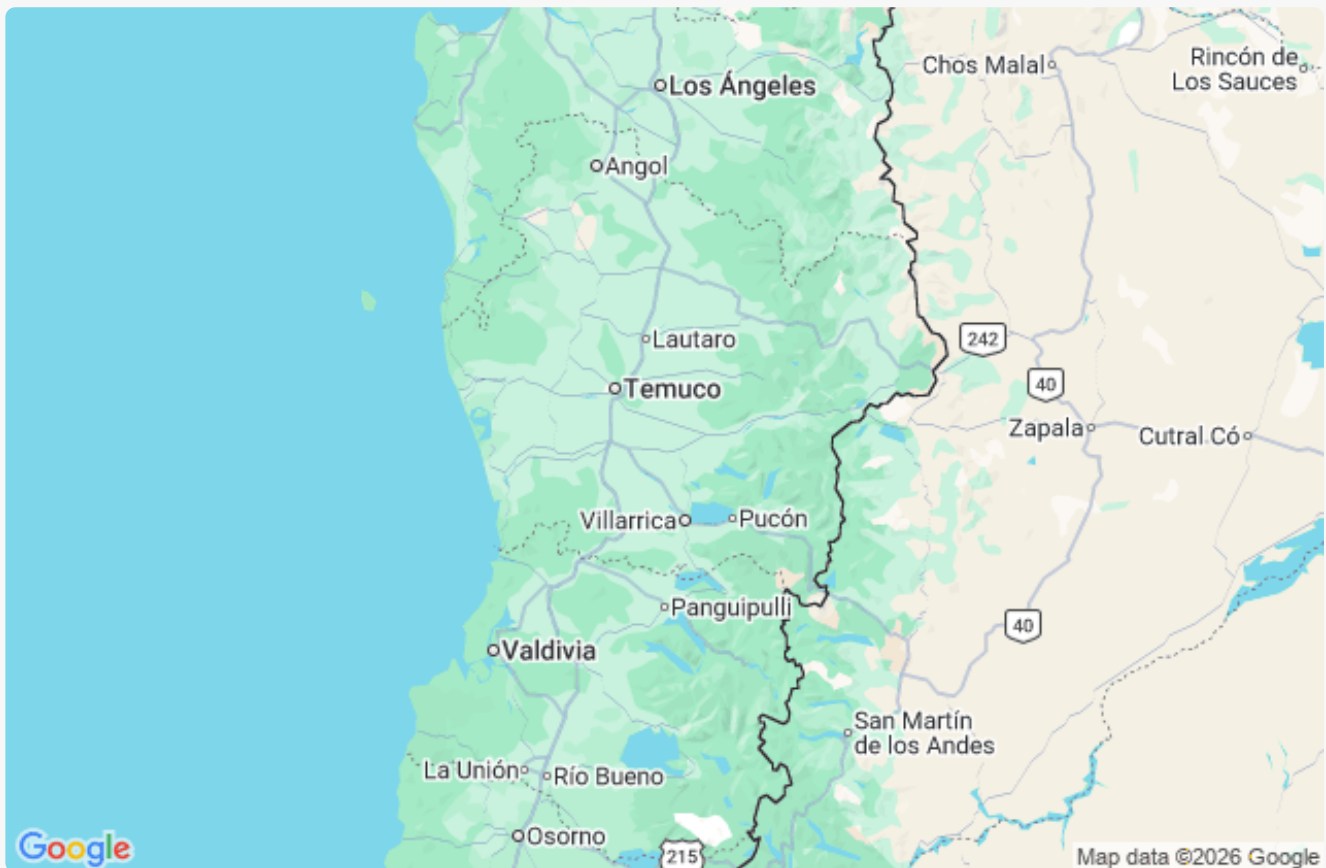 Chos Malal
Rincón de
Los Sauces
Los Ángeles
Angol
Lautaro
242
Temuco
40
Zapala
Cutral Có
Villarrica
Pucón
Panguipulli
40
Valdivia
San Martín
de los Andes
La Unión
Río Bueno
Osorno
215
Google
Map data ©2026 Google